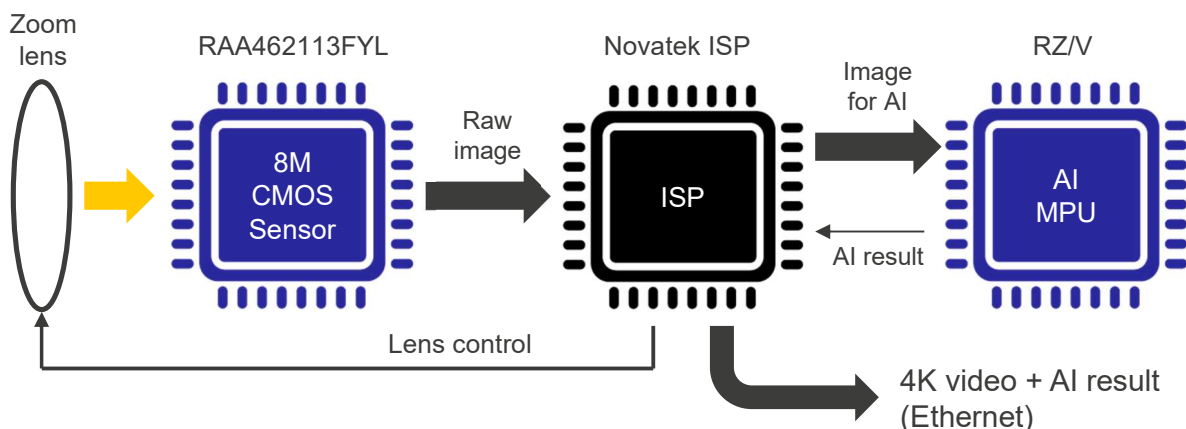 Zoom
lens
RAA462113FYL
Novatek ISP
RZ/V
Raw
image
Image
for AI
8M
CMOS
Sensor
ISP
AI
MPU
AI result
Lens control
4K video + AI result
(Ethernet)